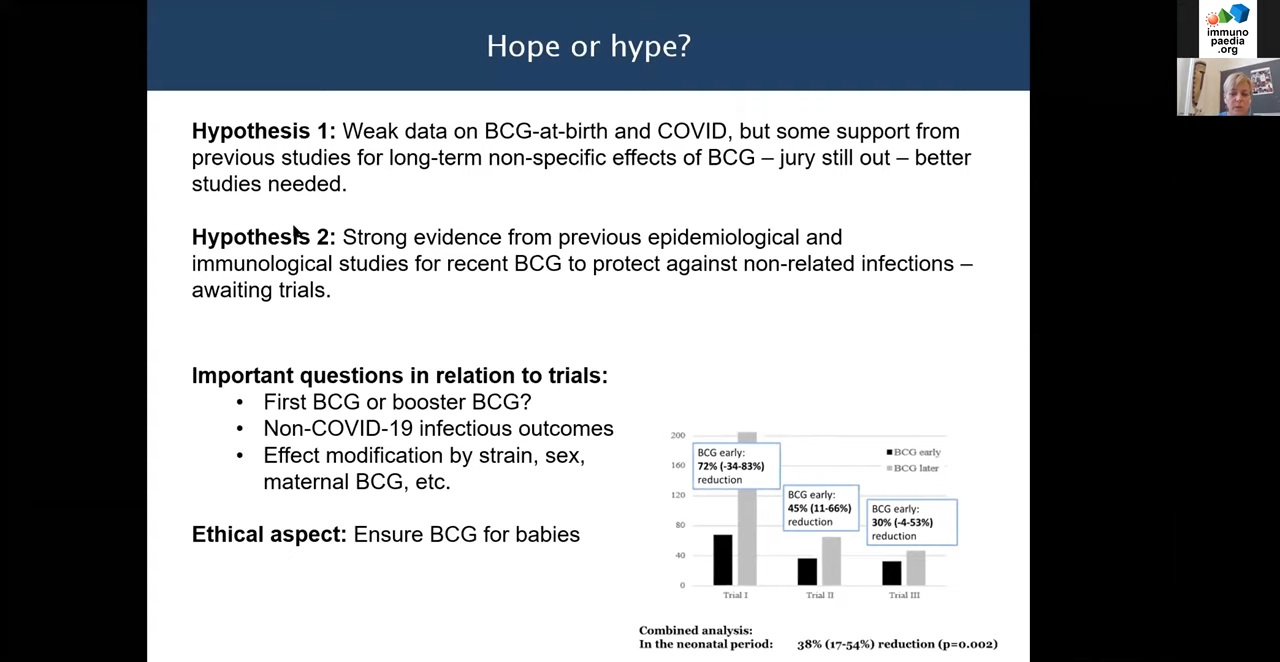 Hope or hype?
immuno
paedia
.org
Hypothesis 1: Weak data on BCG-at-birth and COVID, but some support from
previous studies for long-term non-specific effects of BCG – jury still out – better
studies needed.
Hypothesis 2: Strong evidence from previous epidemiological and
immunological studies for recent BCG to protect against non-related infections –
awaiting trials.
Important questions in relation to trials:
• First BCG or booster BCG?
• Non-COVID-19 infectious outcomes
• Effect modification by strain, sex,
maternal BCG, etc.
Ethical aspect: Ensure BCG for babies
200
160
120
80
40
0
BCG early:
72% (-34-83%)
reduction
BCG early:
45% (11-66%)
reduction
BCG early:
30% (-4-53%)
reduction
BCG early
BCG later
Trial I
Trial II
Trial III
Combined analysis:
In the neonatal period: 38% (17-54%) reduction (p=0.002)